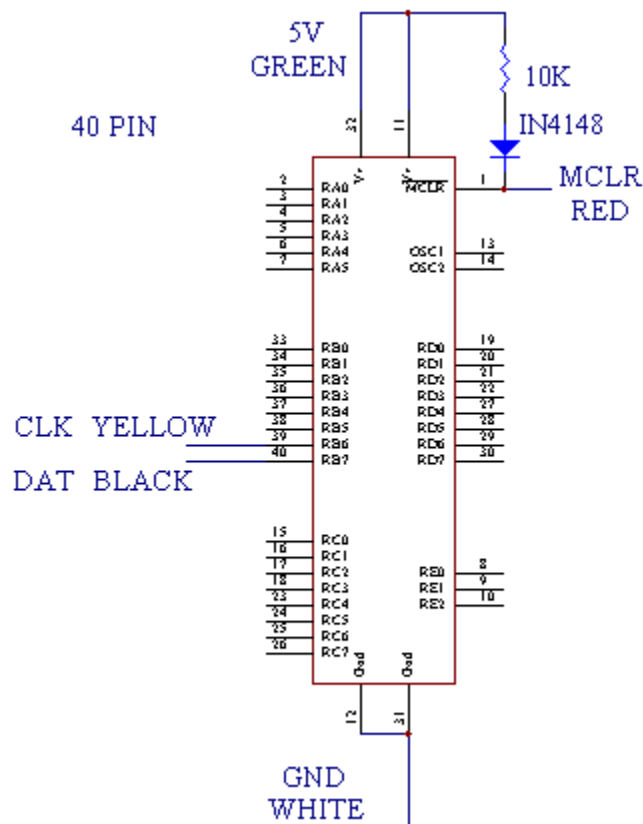 5V
GREEN
10K
40 PIN
IN4148
32
11
V+
V+
MCLR
1
MCLR
RED
2
RA0
3
RA1
4
RA2
5
RA3
6
RA4
7
RA5
OSC1
13
OSC2
14
33
RB0
34
RB1
35
RB2
36
RB3
37
RB4
38
RB5
39
RB6
40
RB7
RD0
19
RD1
20
RD2
21
RD3
22
RD4
27
RD5
28
RD6
29
RD7
30
CLK YELLOW
DAT BLACK
15
RC0
16
RC1
17
RC2
18
RC3
23
RC4
24
RC5
25
RC6
26
RC7
RE0
8
RE1
9
RE2
10
Gnd
Gnd
12
31
GND
WHITE